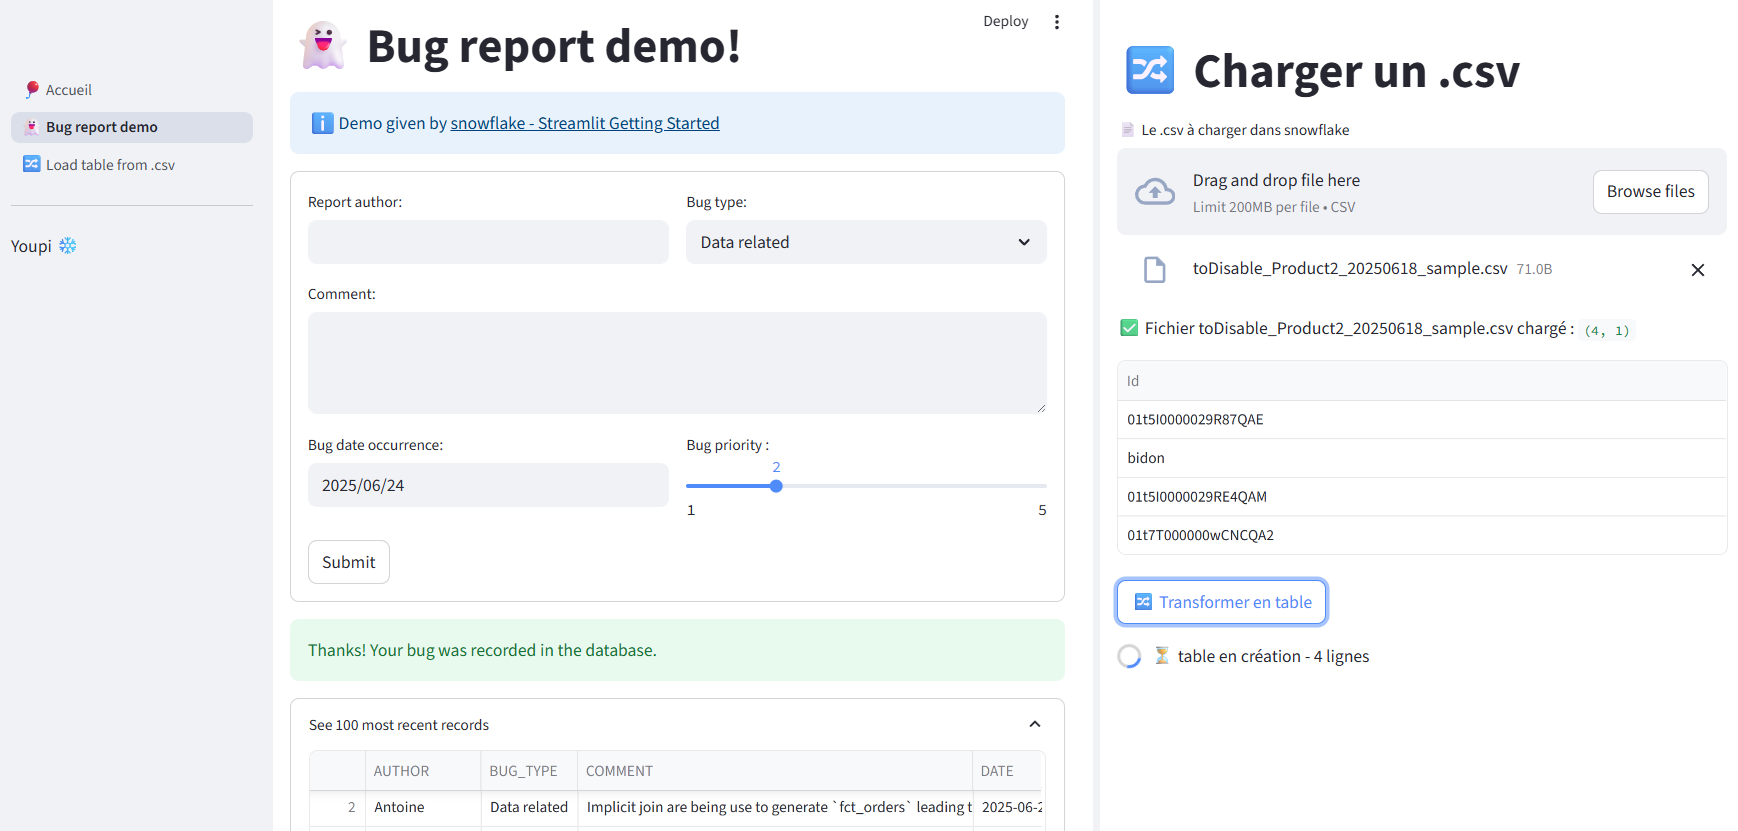 Accueil
Bug report demo
Load table from .csv
Youpi
Deploy
Bug report demo!
Demo given by snowflake - Streamlit Getting Started
Report author:
Bug type:
Data related
Comment:
Bug date occurrence:
2025/06/24
Bug priority :
2
1
5
Submit
Thanks! Your bug was recorded in the database.
See 100 most recent records
AUTHOR BUG_TYPE COMMENT DATE
2 Antoine Data related Implicit join are being use to generate `fct_orders` leading t 2025-06-2
Charger un .csv
Le .csv à charger dans snowflake
Drag and drop file here
Limit 200MB per file • CSV
Browse files
toDisable_Product2_20250618_sample.csv 71.0B
Fichier toDisable_Product2_20250618_sample.csv chargé : (4, 1)
Id
01t5I0000029R87QAE
bidon
01t5I0000029RE4QAM
01t7T000000wCNCQA2
Transformer en table
table en création - 4 lignes